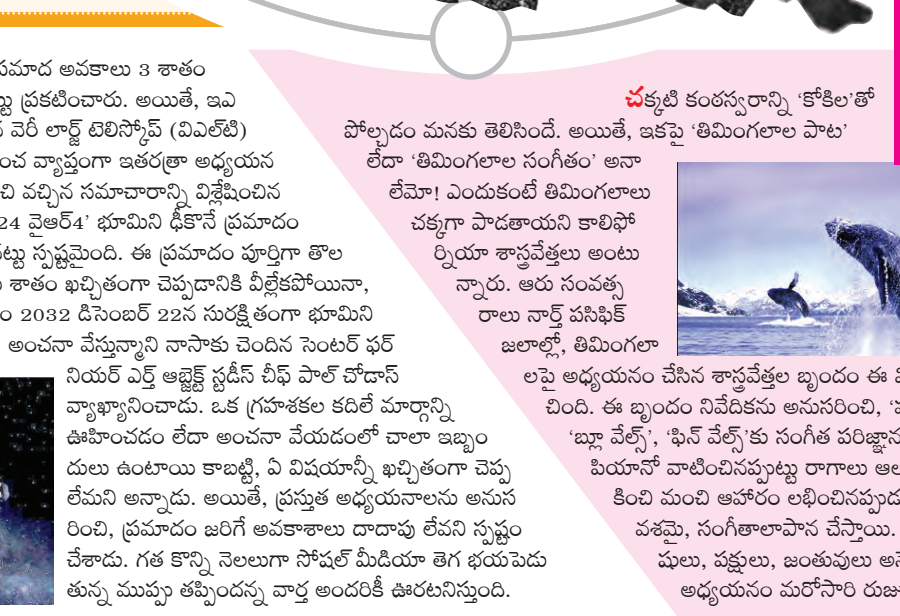 ప్రమాద అవకాలు 3 శాతం
ప్రకటించారు. అయితే, ఇఎ
వెరీ లార్జ్ టెలిస్కోప్ (విఎల్‌టి)
వ్యాప్తంగా ఇతరత్రా అధ్యయన
వచ్చిన సమాచారాన్ని విశ్లేషించిన
24 వైఆర్4’ భూమిని ఢీకొనే ప్రమాదం
స్పష్టమైంది. ఈ ప్రమాదం పూర్తిగా తొల
శాతం ఖచ్చితంగా చెప్పడానికి వీల్లేకపోయినా,
2032 డిసెంబర్ 22న సురక్షితంగా భూమిని
అంచనా వేస్తున్మాని నాసాకు చెందిన సెంటర్ ఫర్
నియర్ ఎర్త్ ఆబ్జెక్ట్ స్టడీస్ చీఫ్ పాల్ చోడాస్
వ్యాఖ్యానించాడు. ఒక గ్రహశకల కదిలే మార్గాన్ని
ఊహించడం లేదా అంచనా వేయడంలో చాలా ఇబ్బం
దులు ఉంటాయి కాబట్టి, ఏ విషయాన్నీ ఖచ్చితంగా చెప్ప
లేమని అన్నాడు. అయితే, ప్రస్తుత అధ్యయనాలను అనుస
రించి, ప్రమాదం జరిగే అవకాశాలు దాదాపు లేవని స్పష్టం
చేశాడు. గత కొన్ని నెలలుగా సోషల్ మీడియా తెగ భయపెడు
తున్న ముప్పు తప్పిందన్న వార్త అందరికీ ఊరటనిస్తుంది.
చక్కటి కంఠస్వరాన్ని ‘కోకిల’తో
పోల్చడం మనకు తెలిసిందే. అయితే, ఇకపై ‘తిమింగలాల పాట’
లేదా ‘తిమింగలాల సంగీతం’ అనా
లేమో! ఎందుకంటే తిమింగలాలు
చక్కగా పాడతాయని కాలిఫో
ర్నియా శాస్త్రవేత్తలు అంటు
న్నారు. ఆరు సంవత్స
రాలు నార్త్ పసిఫిక్
జలాల్లో, తిమింగలా
లపై అధ్యయనం చేసిన శాస్త్రవేత్తల బృందం ఈ
చింది. ఈ బృందం నివేదికను అనుసరించి,
‘బ్లూ వేల్స్’, ‘ఫిన్ వేల్స్’కు సంగీత పరిజ్ఞాన
పియానో వాటించినప్పుట్టు రాగాలు ఆల
కించి మంచి ఆహారం లభించినప్పుడ
వశమై, సంగీతాలాపాన చేస్తాయి.
షులు, పక్షులు, జంతువులు అనే
అధ్యయనం మరోసారి రుజు